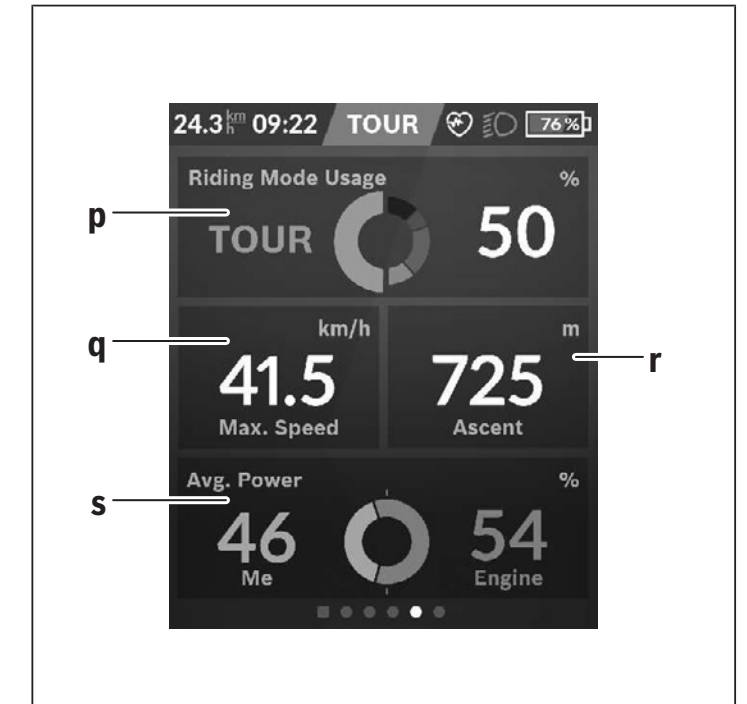 24.3 km/h 09:22 TOUR 76 %
Riding Mode Usage %
p
TOUR 50
q km/h m r
41.5 725
Max. Speed Ascent
Avg. Power %
s
46 54
Me Engine